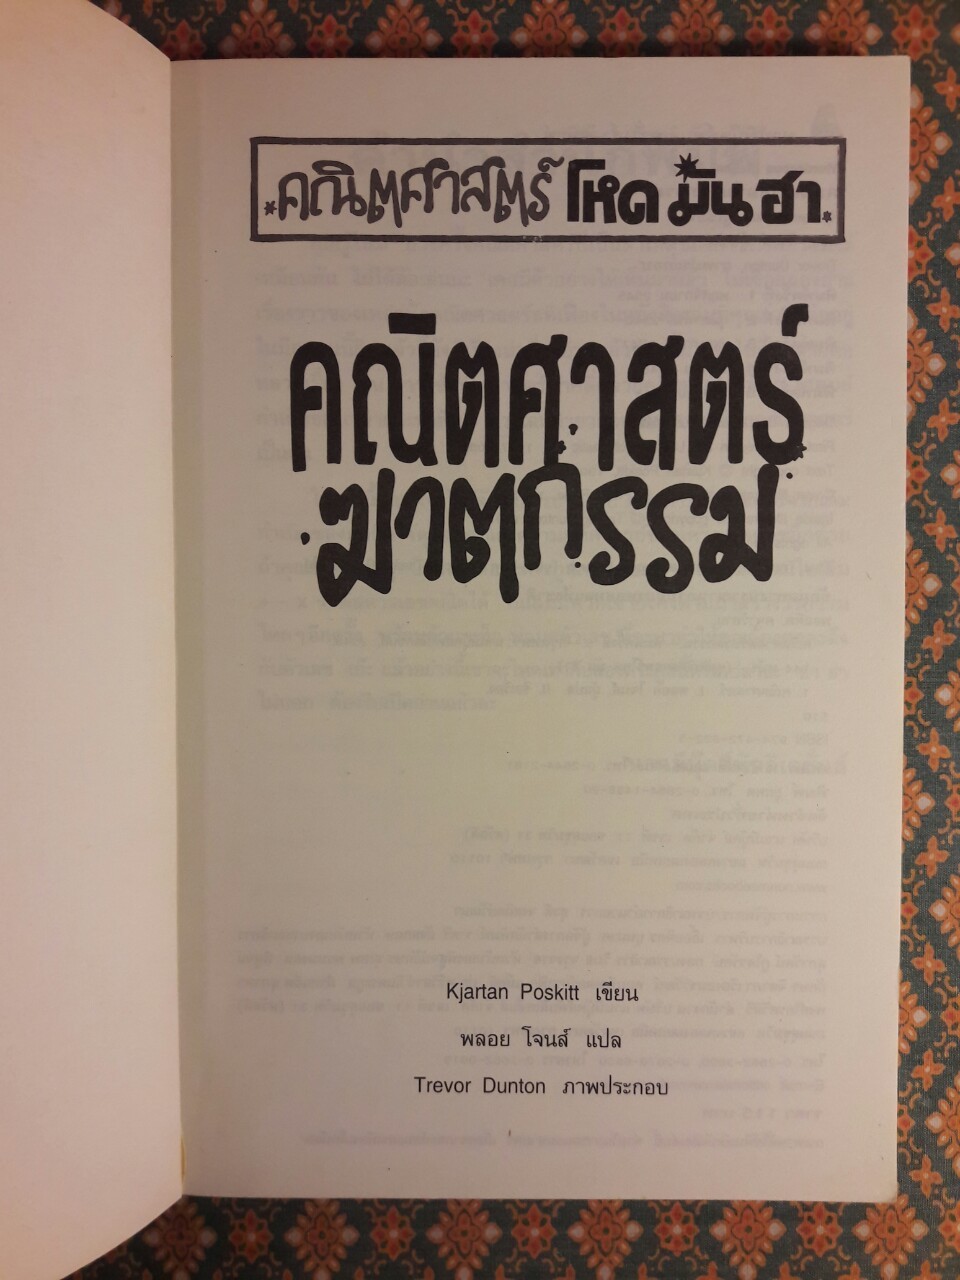 คณิตศาสตร์ โหด มัน ฮา
คณิตศาสตร์
ฆาตกรรม
Kjartan Poskitt เขียน
พลอย โจนส์ แปล
Trevor Dunton ภาพประกอบ